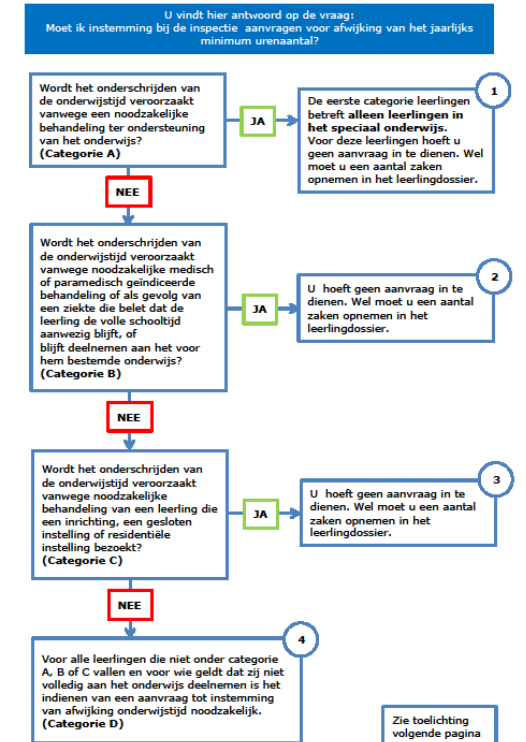 U vindt hier antwoord op de vraag:
Moet ik instemming bij de inspectie aanvragen voor afwijking van het jaarlijks
minimum urenaantal?
Wordt het onderschrijden van
de onderwijstijd veroorzaakt
vanwege een noodzakelijke
behandeling ter ondersteuning
van het onderwijs?
(Categorie A)
JA
1
De eerste categorie leerlingen
betreft alleen leerlingen in
het speciaal onderwijs.
Voor deze leerlingen hoeft u
geen aanvraag in te dienen. Wel
moet u een aantal zaken
opnemen in het leerlingdossier.
NEE
Wordt het onderschrijden van
de onderwijstijd veroorzaakt
vanwege noodzakelijke medisch
of paramedisch geïndiceerde
behandeling of als gevolg van
een ziekte die belet dat de
leerling de volle schooltijd
aanwezig blijft, of
blijft deelnemen aan het voor
hem bestemde onderwijs?
(Categorie B)
JA
2
U hoeft geen aanvraag in te
dienen. Wel moet u een aantal
zaken opnemen in het
leerlingdossier.
NEE
Wordt het onderschrijden van
de onderwijstijd veroorzaakt
vanwege noodzakelijke
behandeling van een leerling die
een inrichting, een gesloten
instelling of residentiële
instelling bezoekt?
(Categorie C)
JA
3
U hoeft geen aanvraag in te
dienen. Wel moet u een aantal
zaken opnemen in het
leerlingdossier.
NEE
4
Voor alle leerlingen die niet onder categorie
A, B of C vallen en voor wie geldt dat zij niet
volledig aan het onderwijs deelnemen is het
indienen van een aanvraag tot instemming
van afwijking onderwijstijd noodzakelijk.
(Categorie D)
Zie toelichting
volgende pagina